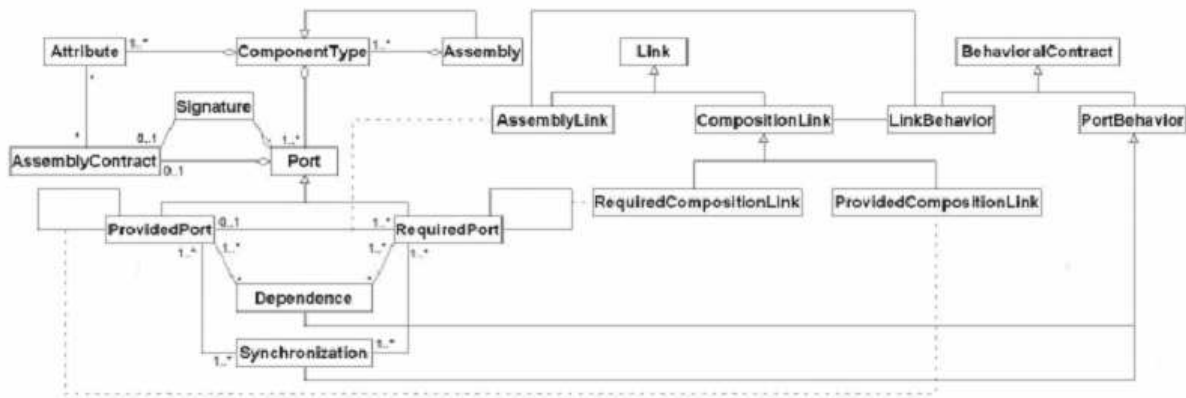 Attribute 1..* ComponentType 1..* Assembly Link BehavioralContract
*
Signature
* 0..1 1..* AssemblyLink CompositionLink LinkBehavior PortBehavior
AssemblyContract 0..1 Port
RequiredCompositionLink ProvidedCompositionLink
ProvidedPort 0..1 1..* RequiredPort
1..* 1..* 1..* 1..*
* *
Dependence
1..* Synchronization 1..*